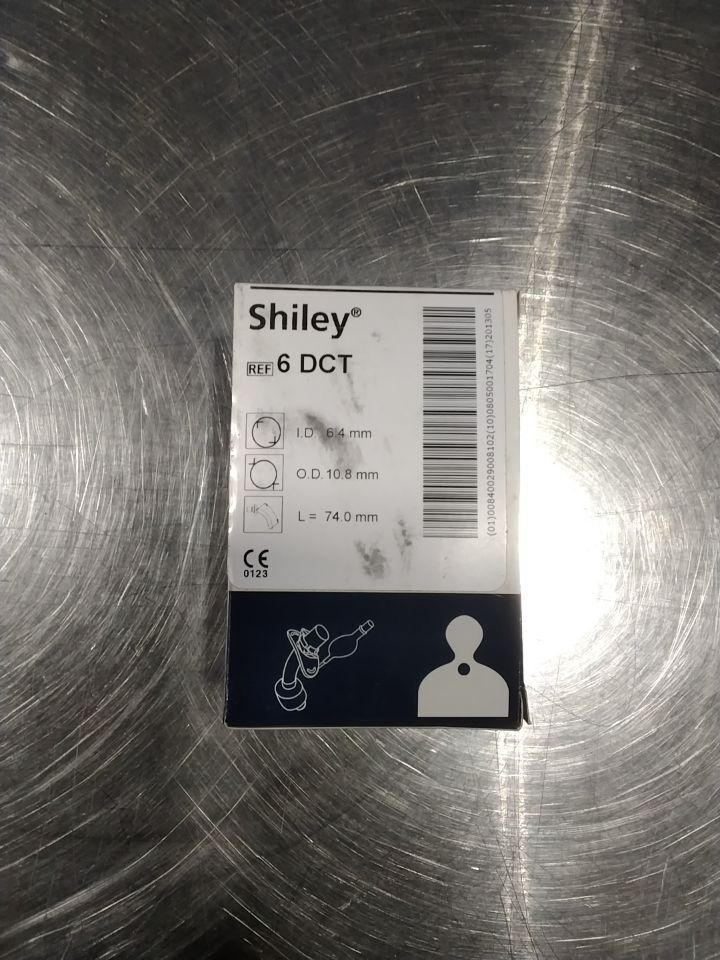 Shiley®
REF 6 DCT
I.D. 6.4 mm
O.D. 10.8 mm
L = 74.0 mm
CE
0123
(01)00840029008102(10)0805001704(17)201305